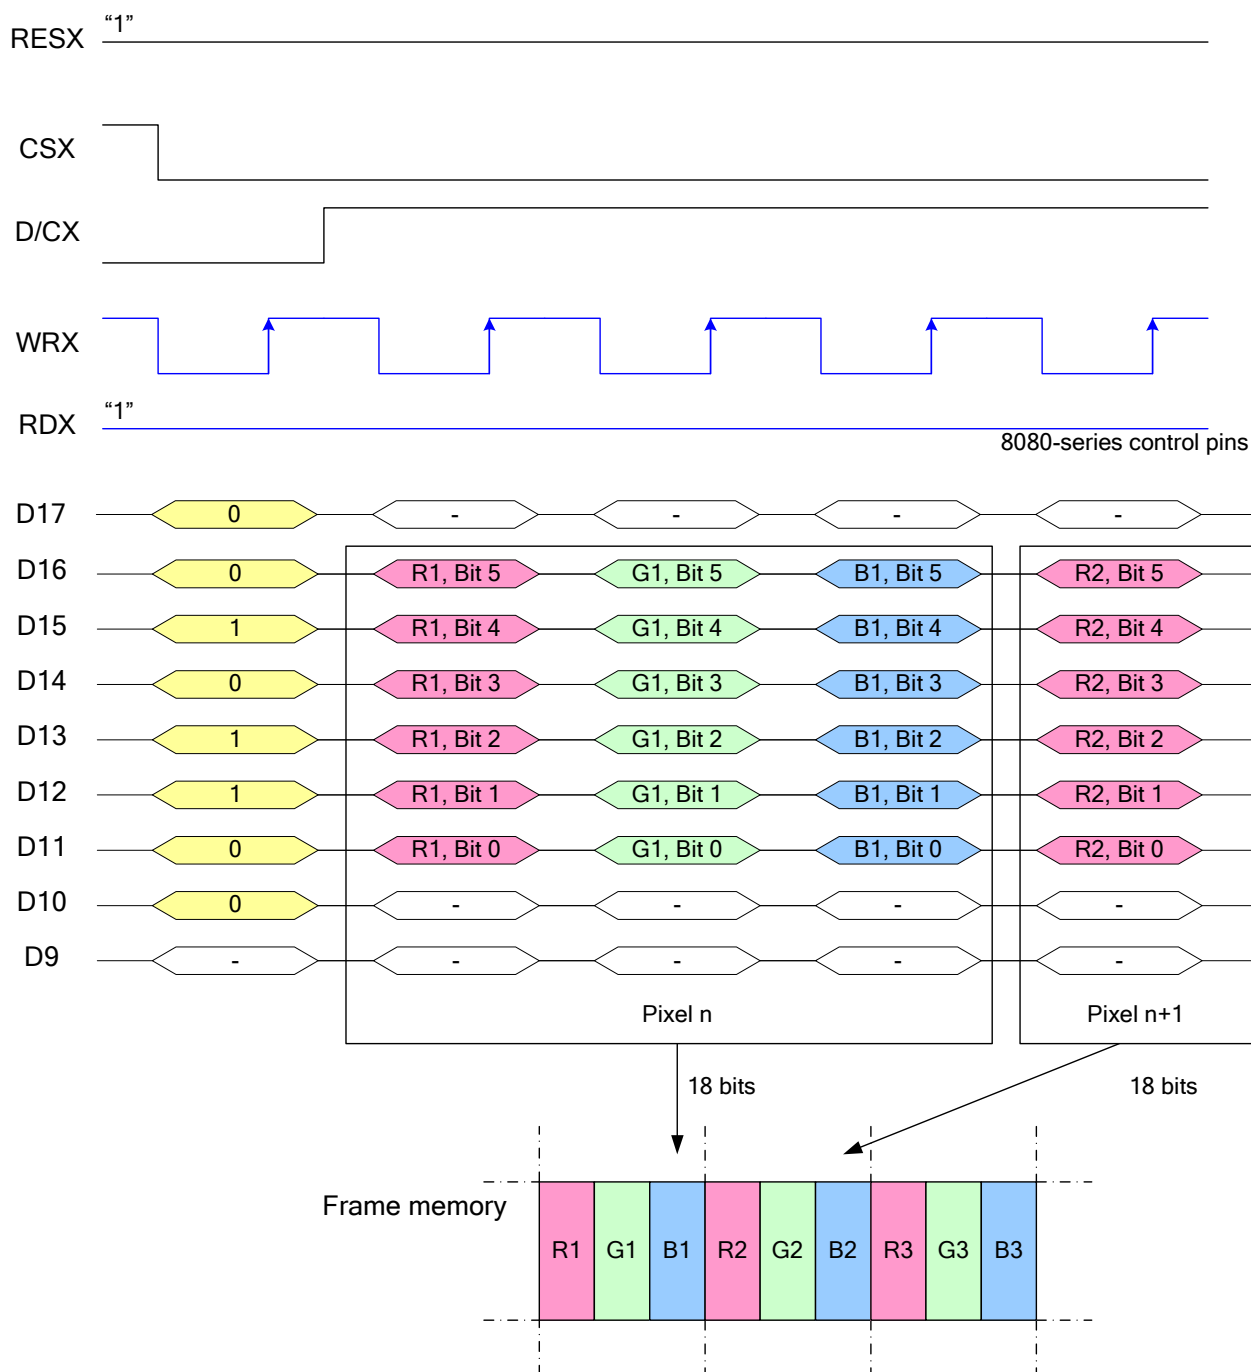 RESX “1”
CSX
D/CX
WRX
RDX “1”
8080-series control pins
D17 0 - - - -
D16 0 R1, Bit 5 G1, Bit 5 B1, Bit 5 R2, Bit 5
D15 1 R1, Bit 4 G1, Bit 4 B1, Bit 4 R2, Bit 4
D14 0 R1, Bit 3 G1, Bit 3 B1, Bit 3 R2, Bit 3
D13 1 R1, Bit 2 G1, Bit 2 B1, Bit 2 R2, Bit 2
D12 1 R1, Bit 1 G1, Bit 1 B1, Bit 1 R2, Bit 1
D11 0 R1, Bit 0 G1, Bit 0 B1, Bit 0 R2, Bit 0
D10 0 - - - -
D9 - - - - -
Pixel n Pixel n+1
18 bits 18 bits
Frame memory
R1 G1 B1 R2 G2 B2 R3 G3 B3